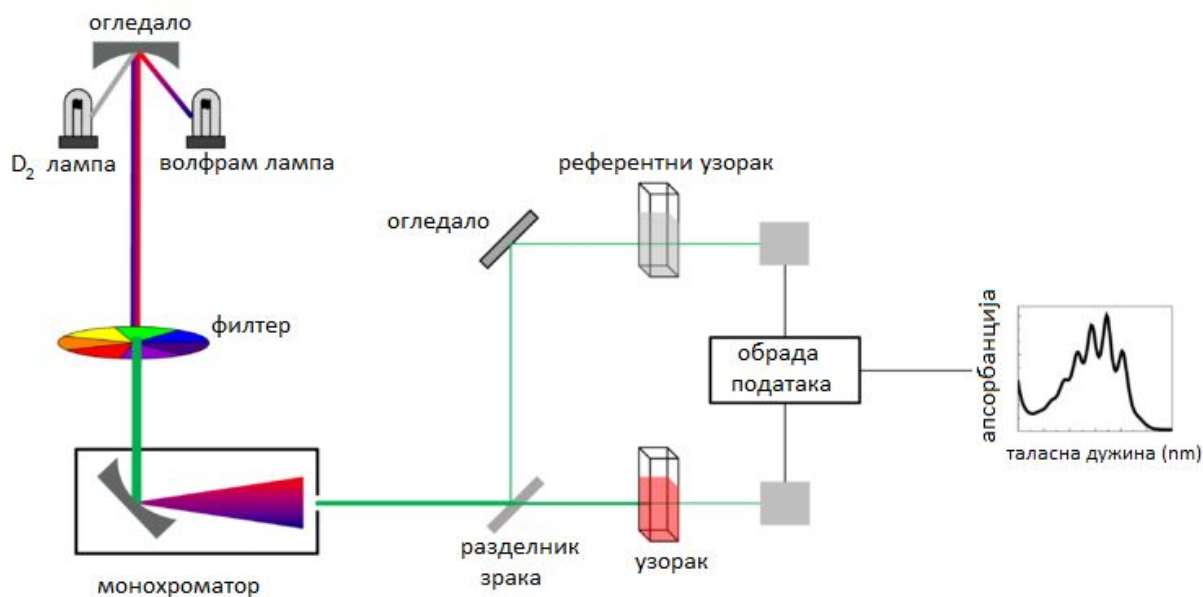 огледало
D₂ лампа
волфрам лампа
референтни узорак
огледало
филтер
обрада
података
апсорбанција
таласна дужина (nm)
разделник
зрака
узорак
монохроматор